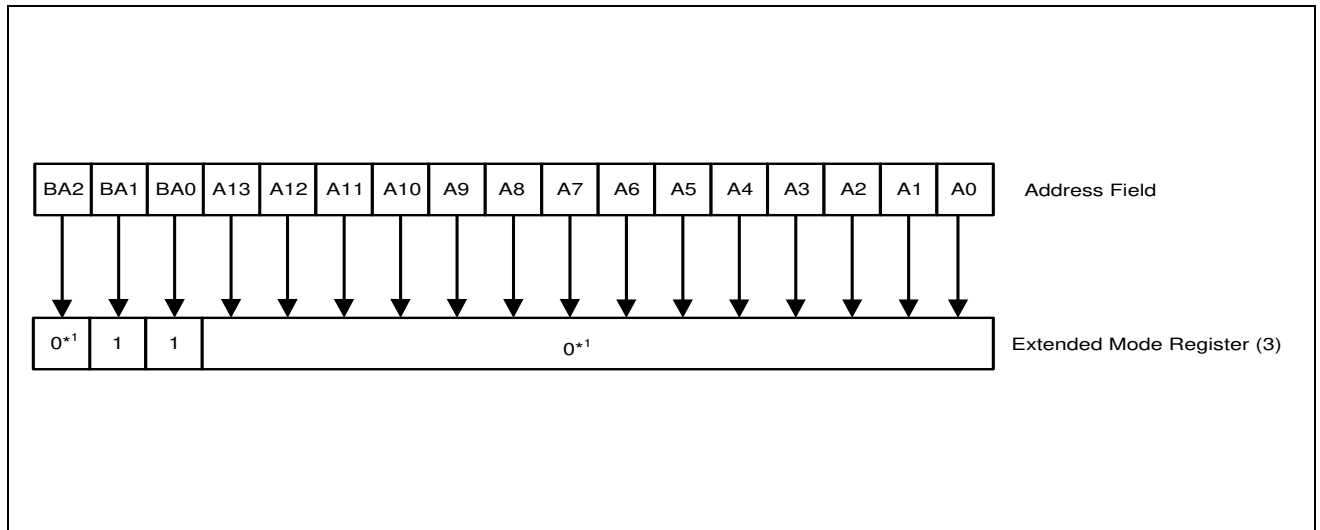 BA2 BA1 BA0 A13 A12 A11 A10 A9 A8 A7 A6 A5 A4 A3 A2 A1 A0 Address Field
0*1 1 1 0*1 Extended Mode Register (3)